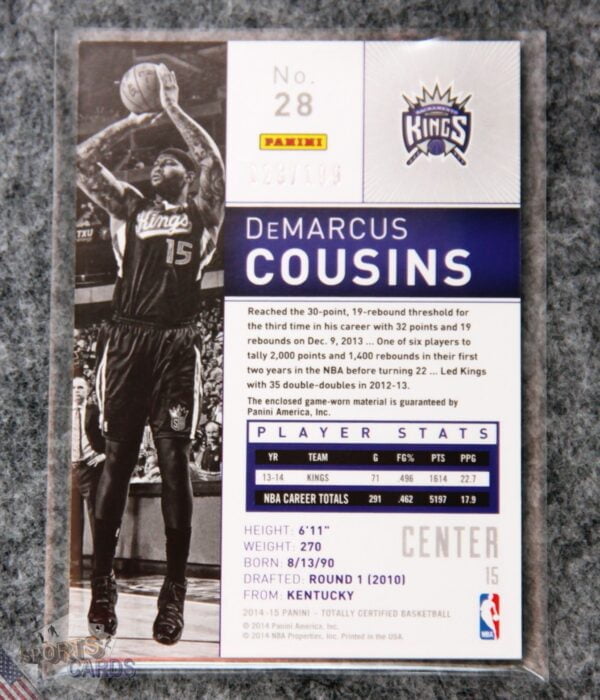 No.
28
PANINI
SACRAMENTO
KINGS
Kings
15
TXU
DEMARCUS
COUSINS
Reached the 30-point, 19-rebound threshold for
the third time in his career with 32 points and 19
rebounds on Dec. 9, 2013 ... One of six players to
tally 2,000 points and 1,400 rebounds in their first
two years in the NBA before turning 22 ... Led Kings
with 35 double-doubles in 2012-13.
The enclosed game-worn material is guaranteed by
Panini America, Inc.
PLAYER STATS
YR TEAM G FG% PTS PPG
13-14 KINGS 71 .496 1614 22.7
NBA CAREER TOTALS 291 .462 5197 17.9
HEIGHT: 6'11"
WEIGHT: 270
BORN: 8/13/90
DRAFTED: ROUND 1 (2010)
FROM: KENTUCKY
CENTER
15
2014-15 PANINI – TOTALLY CERTIFIED BASKETBALL
© 2014 Panini America, Inc.
© 2014 NBA Properties, Inc. Printed in the USA.
NBA
SPORTS
CARDS